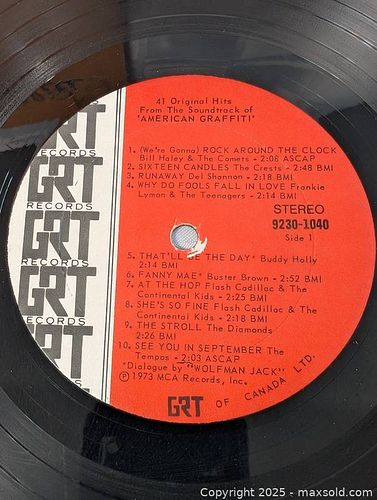 41 Original Hits
From The Soundtrack of
'AMERICAN GRAFFITI'
1. (We're Gonna) ROCK AROUND THE CLOCK
Bill Haley & The Comets - 2:06 ASCAP
2. SIXTEEN CANDLES The Crests - 2:48 BMI
3. RUNAWAY Del Shannon - 2:18 BMI
4. WHY DO FOOLS FALL IN LOVE Frankie
Lymon & The Teenagers - 2:14 BMI
STEREO
9230-1040
Side 1
5. THAT'LL BE THE DAY* Buddy Holly
2:14 BMI
6. FANNY MAE* Buster Brown - 2:52 BMI
7. AT THE HOP Flash Cadillac & The
Continental Kids - 2:25 BMI
8. SHE'S SO FINE Flash Cadillac & The
Continental Kids - 2:18 BMI
9. THE STROLL The Diamonds
2:26 BMI
10. SEE YOU IN SEPTEMBER The
Tempos - 2:03 ASCAP
*Dialogue by "WOLFMAN JACK"
Ⓟ 1973 MCA Records, Inc.
GRT OF CANADA LTD.
GRT
RECORDS
GRT
RECORDS
GRT
RECORDS
GRT
RECORDS
GRT
Copyright 2025 - maxsold.com